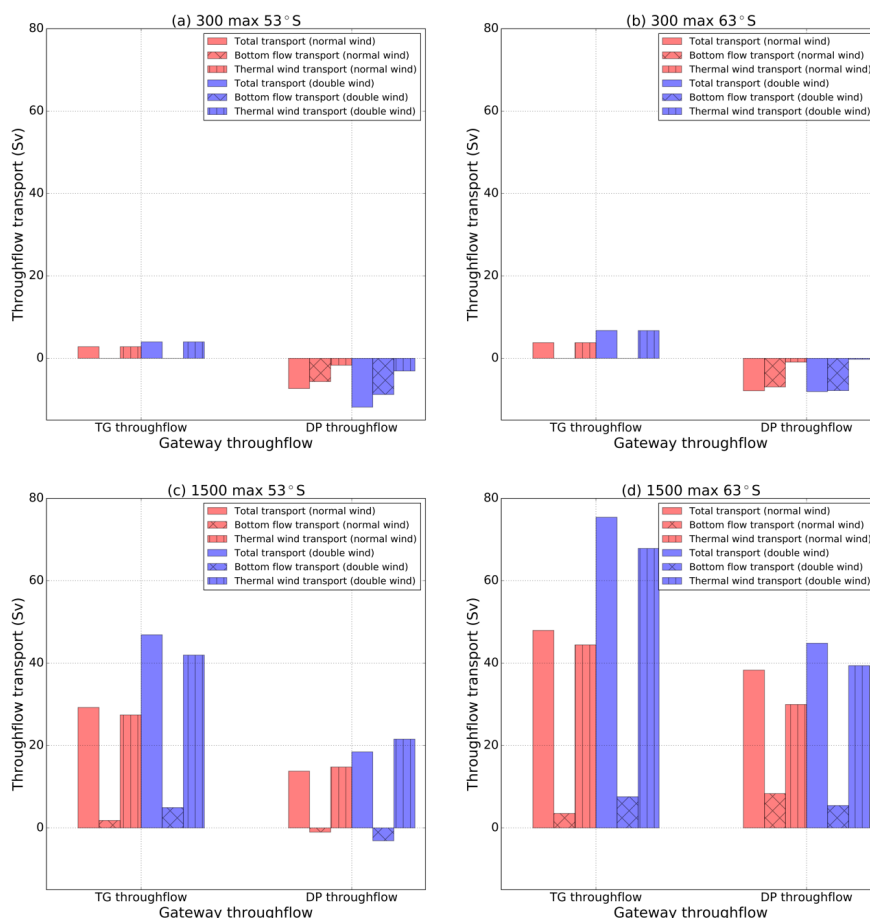 (a) 300 max 53°S
80
60
40
20
0
Throughflow transport (Sv)
Total transport (normal wind)
Bottom flow transport (normal wind)
Thermal wind transport (normal wind)
Total transport (double wind)
Bottom flow transport (double wind)
Thermal wind transport (double wind)
TG throughflow
DP throughflow
Gateway throughflow
(b) 300 max 63°S
80
60
40
20
0
Throughflow transport (Sv)
Total transport (normal wind)
Bottom flow transport (normal wind)
Thermal wind transport (normal wind)
Total transport (double wind)
Bottom flow transport (double wind)
Thermal wind transport (double wind)
TG throughflow
DP throughflow
Gateway throughflow
(c) 1500 max 53°S
80
60
40
20
0
Throughflow transport (Sv)
Total transport (normal wind)
Bottom flow transport (normal wind)
Thermal wind transport (normal wind)
Total transport (double wind)
Bottom flow transport (double wind)
Thermal wind transport (double wind)
TG throughflow
DP throughflow
Gateway throughflow
(d) 1500 max 63°S
80
60
40
20
0
Throughflow transport (Sv)
Total transport (normal wind)
Bottom flow transport (normal wind)
Thermal wind transport (normal wind)
Total transport (double wind)
Bottom flow transport (double wind)
Thermal wind transport (double wind)
TG throughflow
DP throughflow
Gateway throughflow